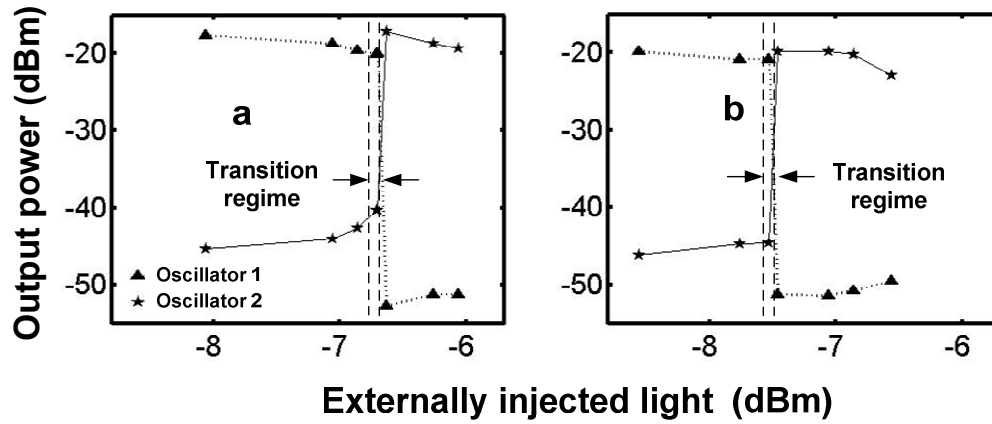 Output power (dBm)
-20
-30
-40
-50
a
Transition
regime
Oscillator 1
Oscillator 2
-8
-7
-6
-20
-30
-40
-50
b
Transition
regime
-8
-7
-6
Externally injected light (dBm)